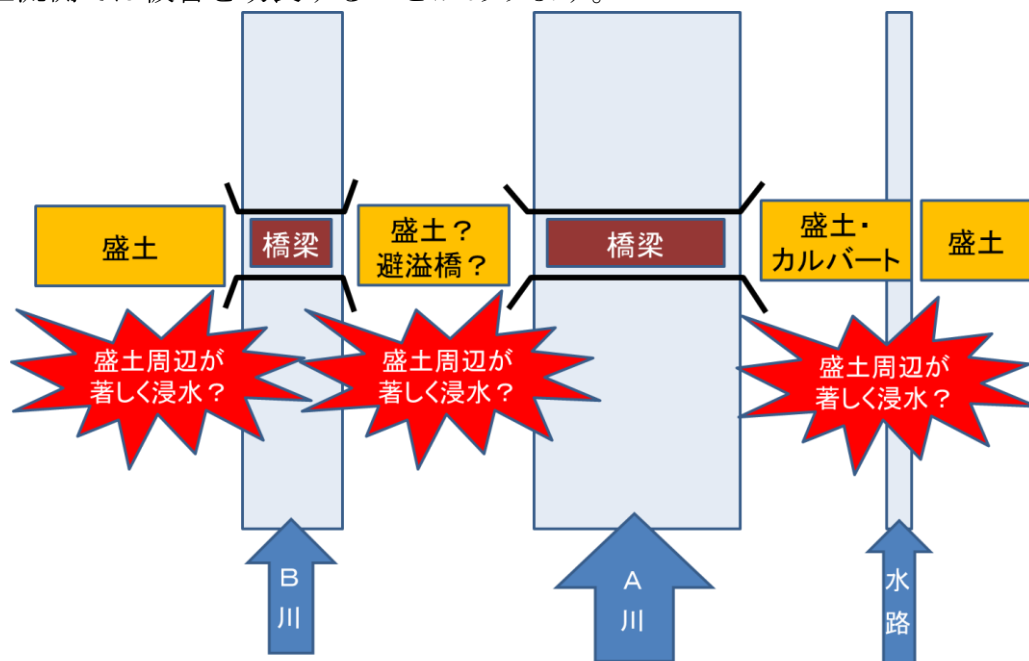 盛土
橋梁
盛土？
避溢橋？
橋梁
盛土・
カルバート
盛土
盛土周辺が
著しく浸水？
盛土周辺が
著しく浸水？
盛土周辺が
著しく浸水？
B
川
A
川
水
路